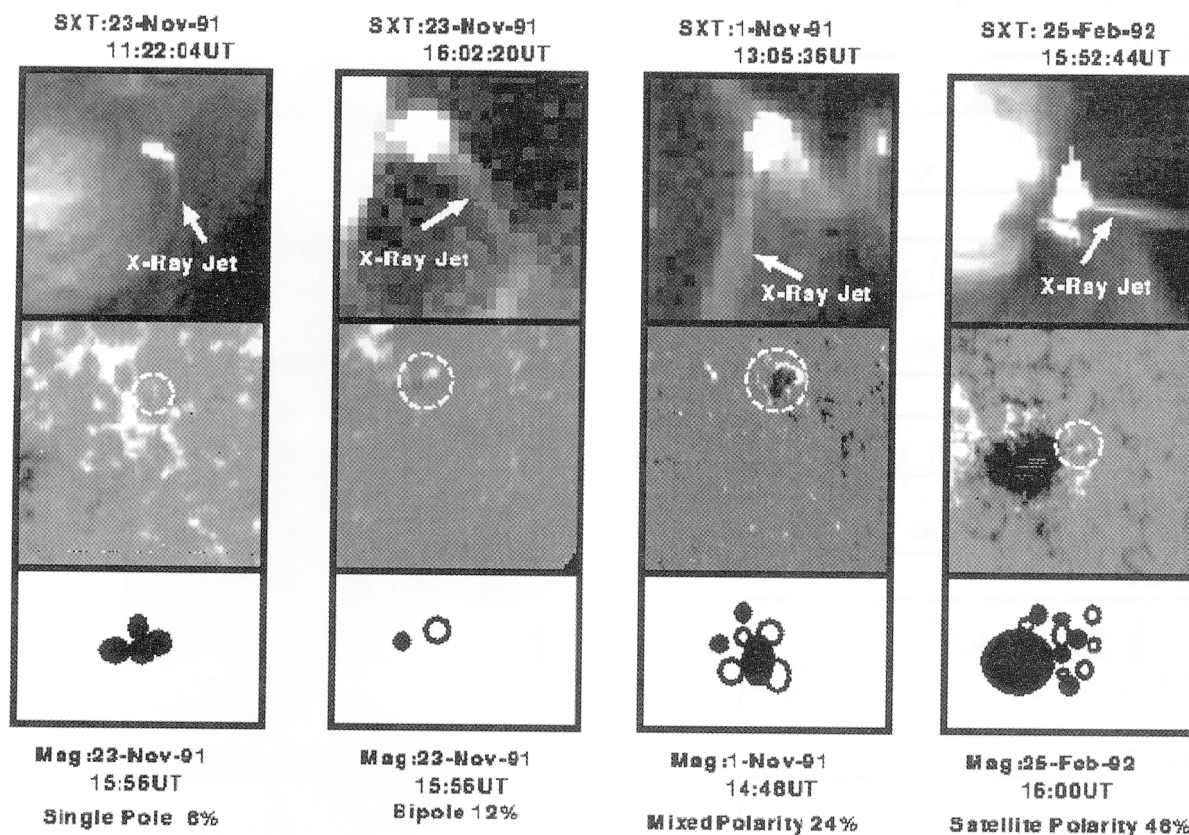 SXT:23-Nov-91
11:22:04UT
X-Ray Jet
Mag:23-Nov-91
15:56UT
Single Pole 8%
SXT:23-Nov-91
16:02:20UT
X-Ray Jet
Mag:23-Nov-91
15:56UT
Bipole 12%
SXT:1-Nov-91
13:05:36UT
X-Ray Jet
Mag:1-Nov-91
14:48UT
Mixed Polarity 24%
SXT: 25-Feb-92
15:52:44UT
X-Ray Jet
Mag:25-Feb-92
16:00UT
Satellite Polarity 48%